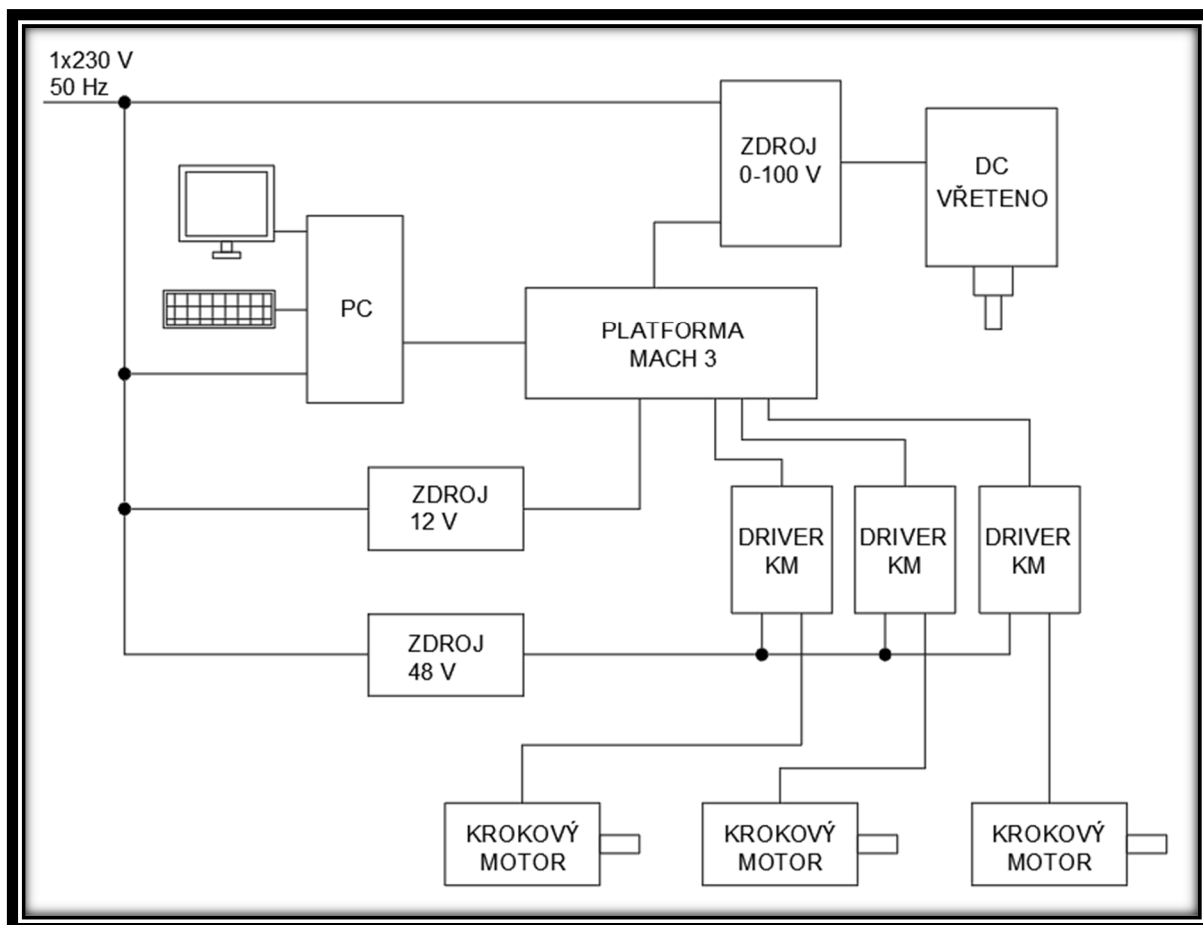 1x230 V
50 Hz
ZDROJ
0-100 V
DC
VŘETENO
PC
PLATFORMA
MACH 3
ZDROJ
12 V
DRIVER
KM
DRIVER
KM
DRIVER
KM
ZDROJ
48 V
KROKOVÝ
MOTOR
KROKOVÝ
MOTOR
KROKOVÝ
MOTOR